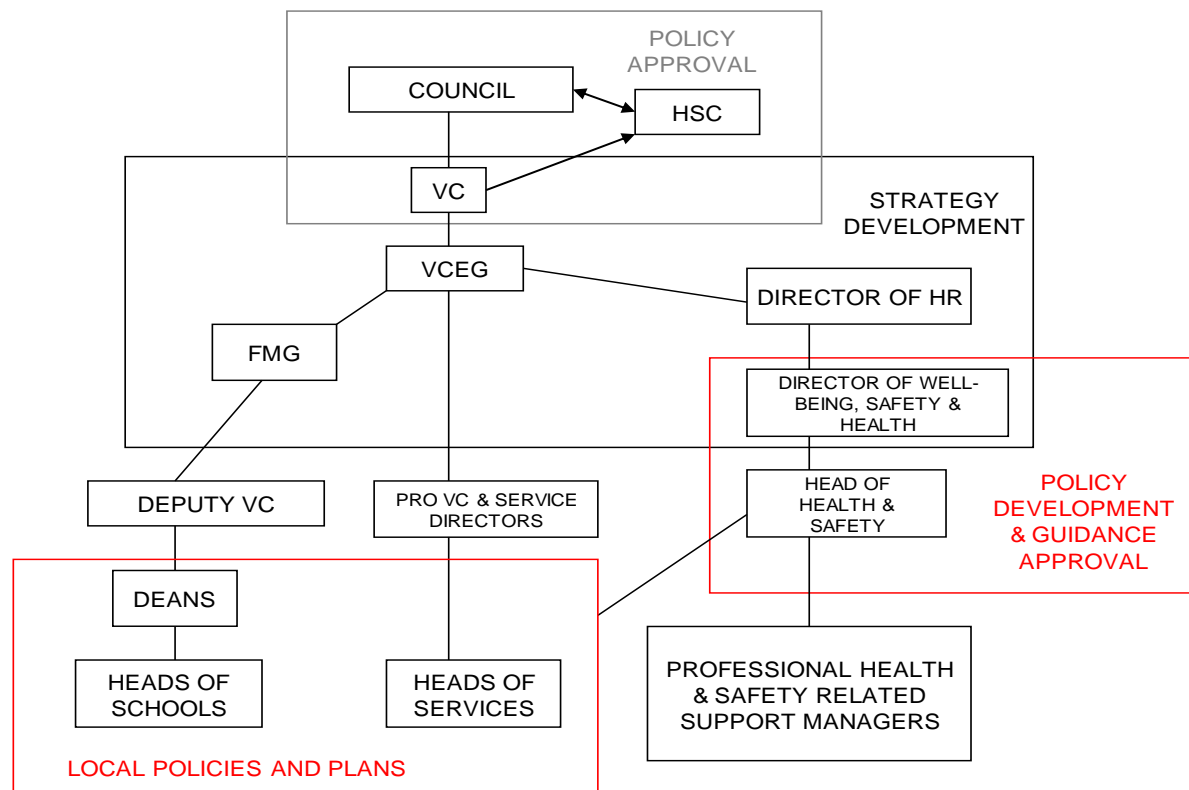 POLICY
APPROVAL
COUNCIL
HSC
VC
STRATEGY
DEVELOPMENT
VCEG
DIRECTOR OF HR
FMG
DIRECTOR OF WELL-
BEING, SAFETY &
HEALTH
DEPUTY VC
PRO VC & SERVICE
DIRECTORS
HEAD OF
HEALTH &
SAFETY
POLICY
DEVELOPMENT
& GUIDANCE
APPROVAL
DEANS
HEADS OF
SCHOOLS
HEADS OF
SERVICES
PROFESSIONAL HEALTH
& SAFETY RELATED
SUPPORT MANAGERS
LOCAL POLICIES AND PLANS